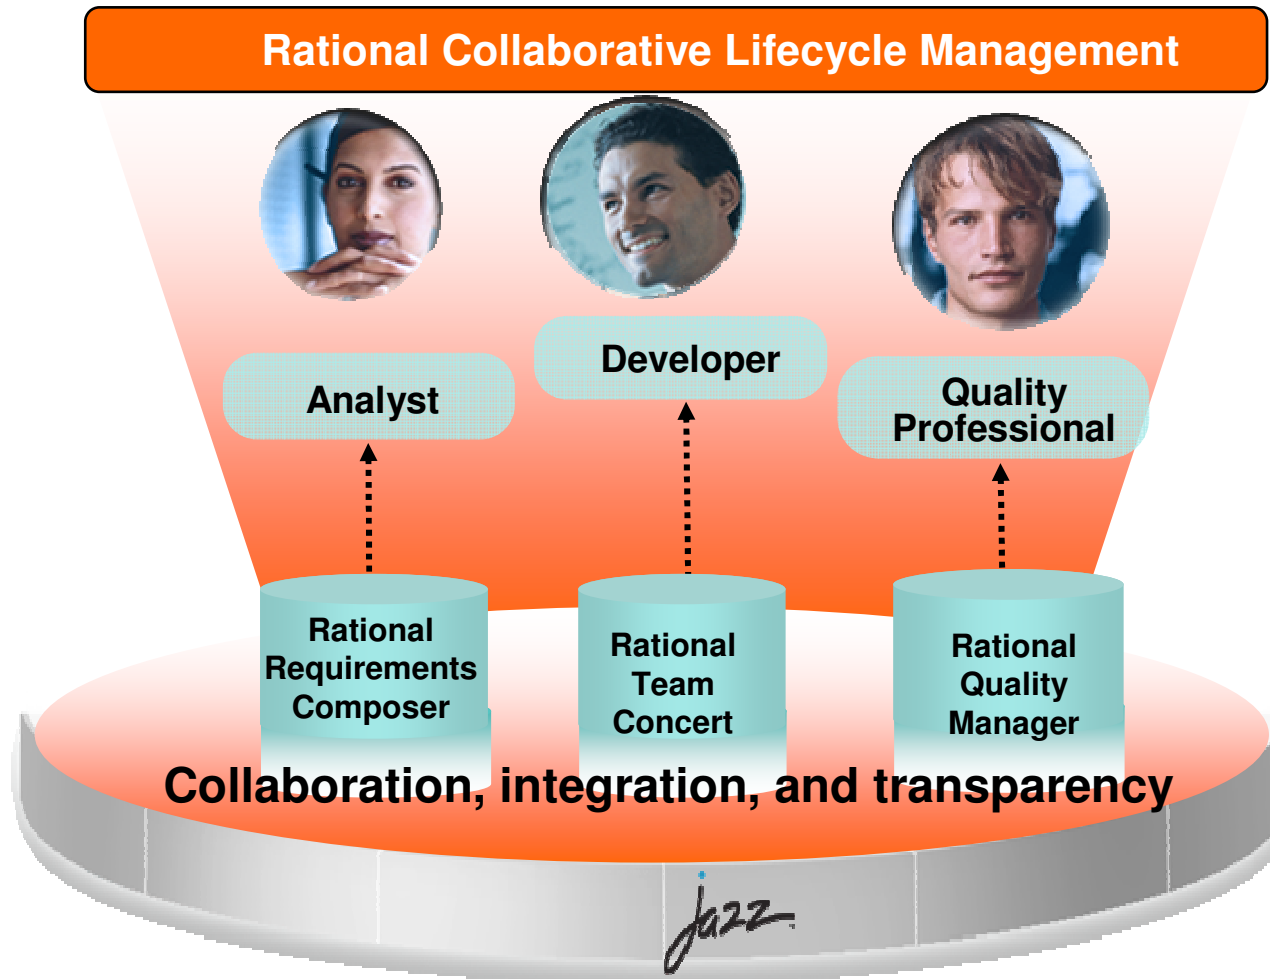 Rational Collaborative Lifecycle Management
Developer
Analyst
Quality
Professional
Rational
Requirements
Composer
Rational
Team
Concert
Rational
Quality
Manager
Collaboration, integration, and transparency
jazz